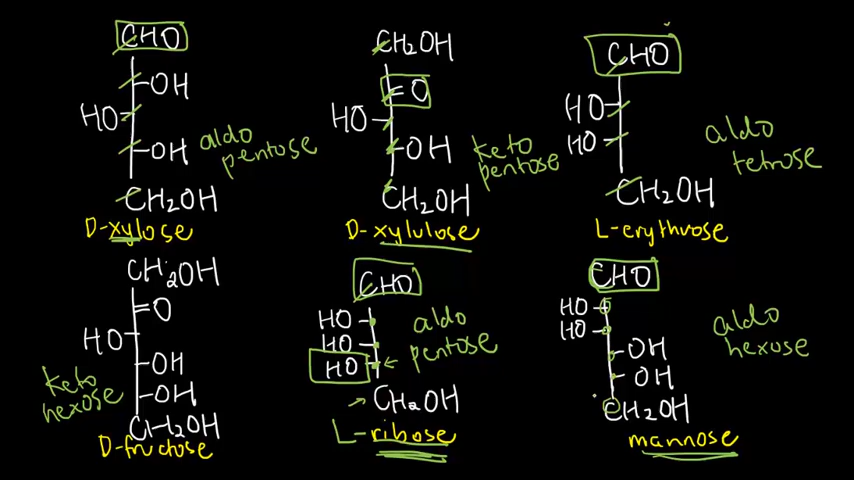 CHO
OH
HO
OH
CH2OH
aldo
pentose
D-xylose
CH2OH
=O
HO
OH
CH2OH
keto
pentose
D-xylulose
CHO
HO
HO
CH2OH
aldo
tetrose
L-erythrose
CH2OH
=O
HO
OH
OH
CH2OH
keto
hexose
D-fructose
CHO
HO
HO
HO
CH2OH
aldo
pentose
L-ribose
CHO
HO
HO
OH
OH
CH2OH
aldo
hexose
mannose